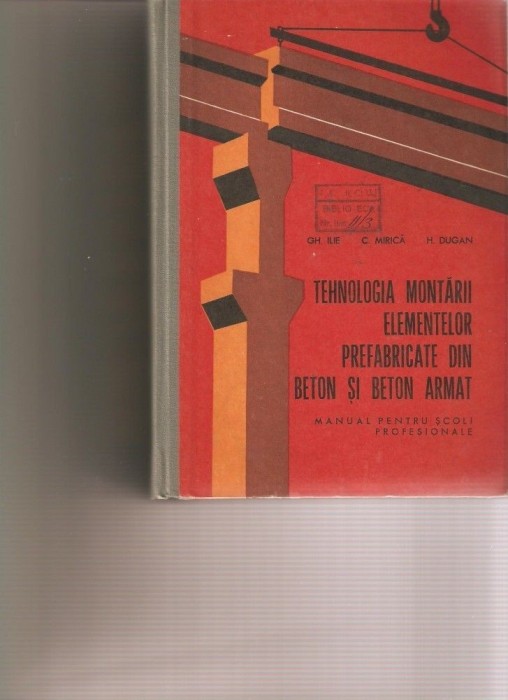 GH. ILIE C. MIRICĂ H. DUGAN
TEHNOLOGIA MONTĂRII
ELEMENTELOR
PREFABRICATE DIN
BETON ȘI BETON ARMAT
MANUAL PENTRU ȘCOLI
PROFESIONALE